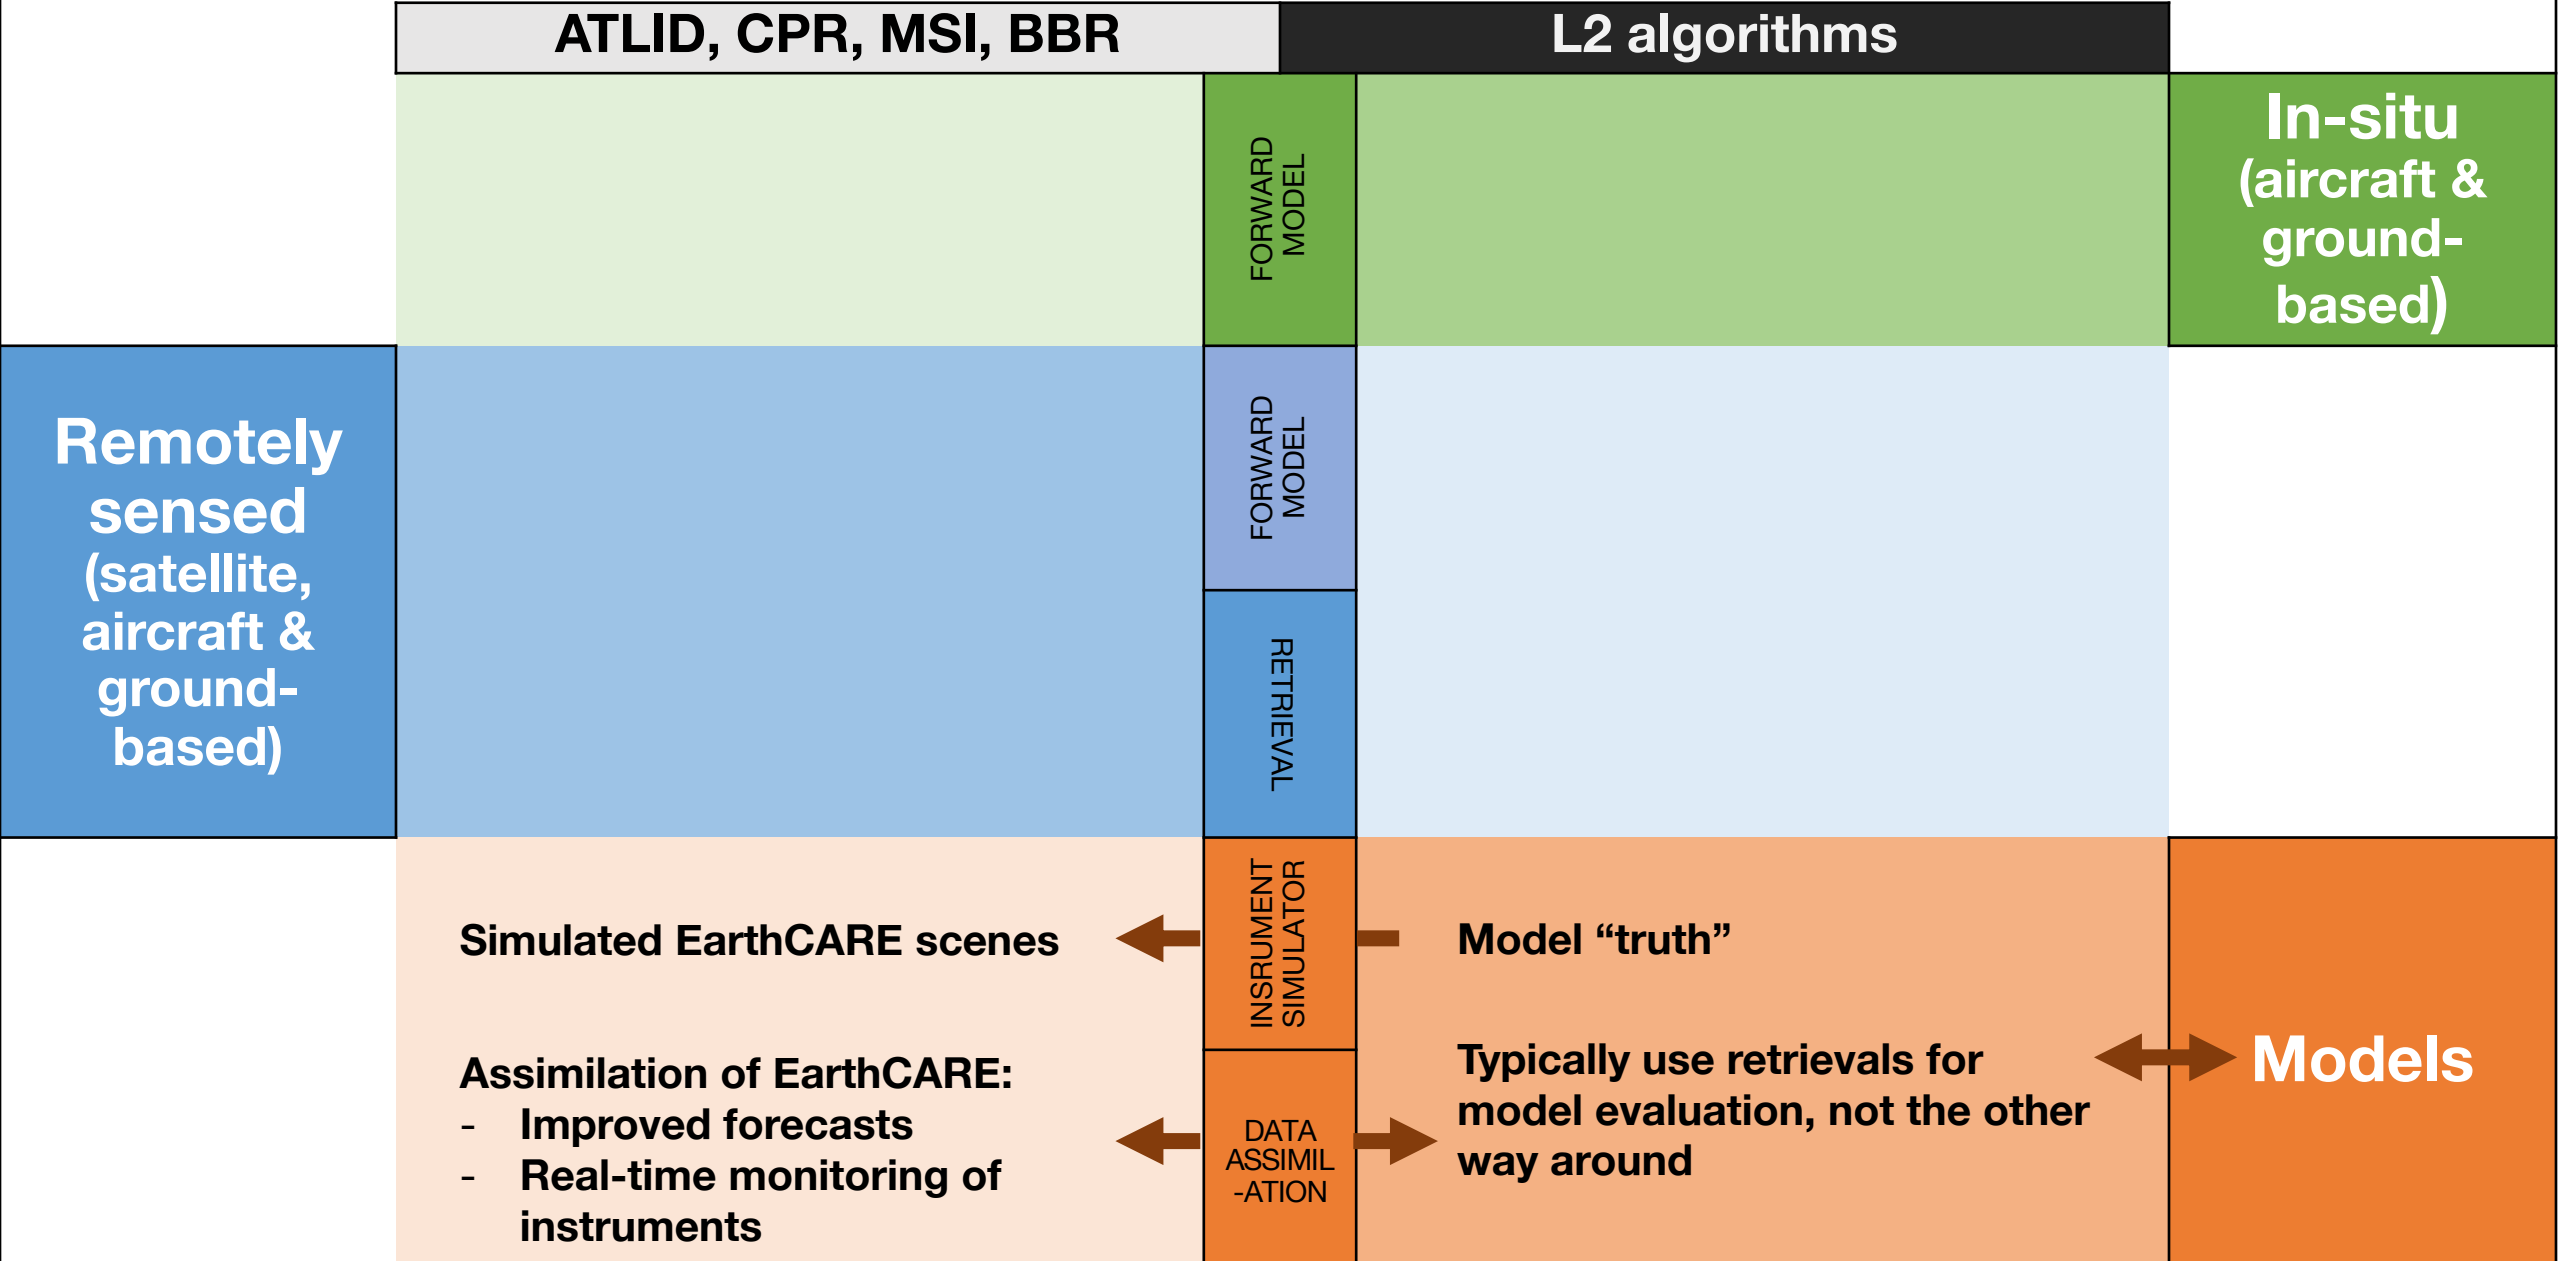 ATLID, CPR, MSI, BBR
L2 algorithms
FORWARD
MODEL
In-situ
(aircraft &
ground-
based)
Remotely
sensed
(satellite,
aircraft &
ground-
based)
FORWARD
MODEL
RETRIEVAL
INSRUMENT
SIMULATOR
Simulated EarthCARE scenes
Model “truth”
Assimilation of EarthCARE:
- Improved forecasts
- Real-time monitoring of
instruments
DATA
ASSIMIL
-ATION
Typically use retrievals for
model evaluation, not the other
way around
Models